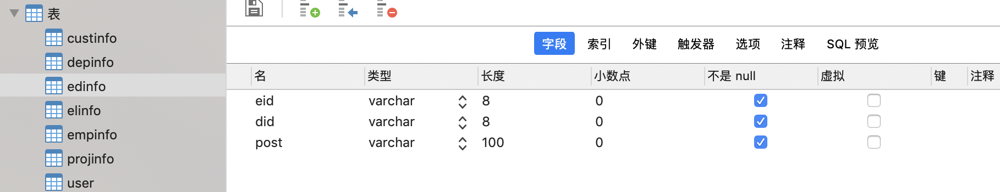 表
custinfo
depinfo
edinfo
elinfo
empinfo
projinfo
user
字段 索引 外键 触发器 选项 注释 SQL 预览
名 类型 长度 小数点 不是 null 虚拟 键 注释
eid varchar 8 0
did varchar 8 0
post varchar 100 0